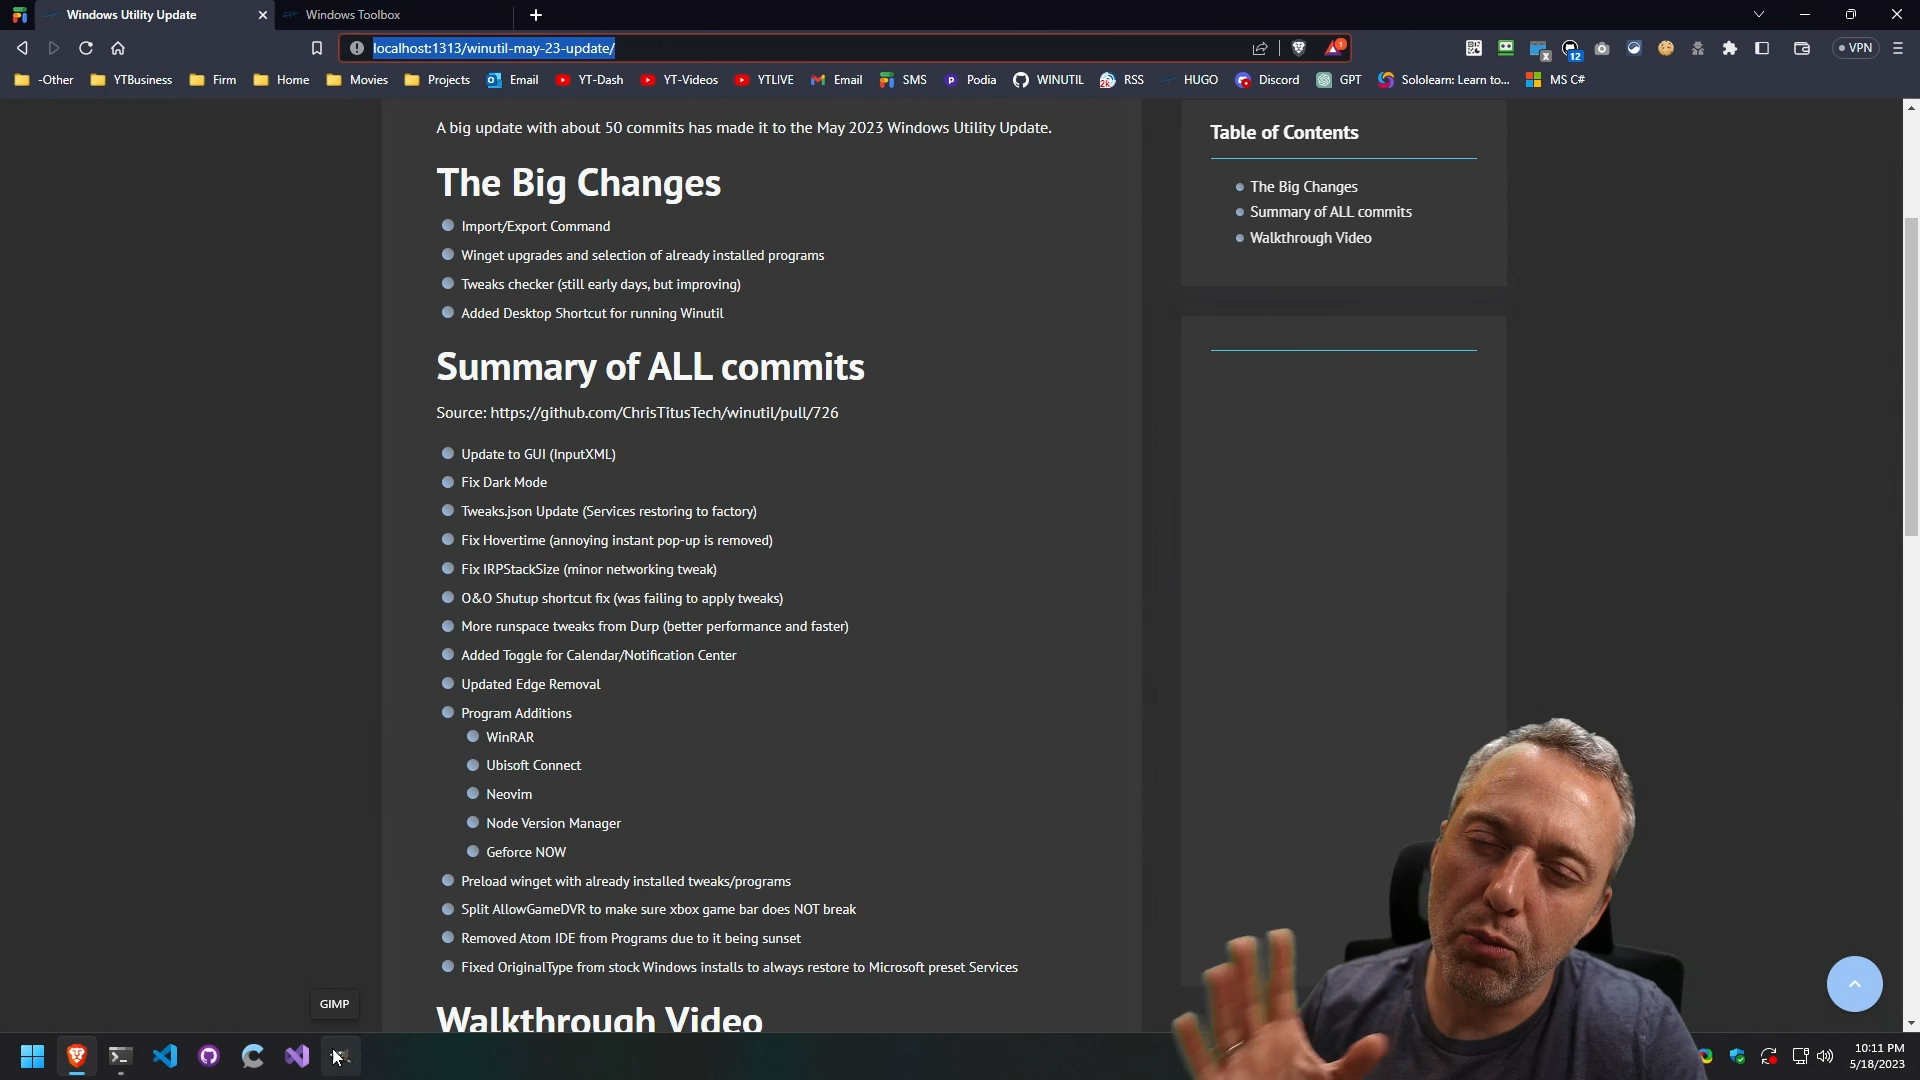 Windows Utility Update
Windows Toolbox
localhost:1313/winutil-may-23-update/
1
X
12
VPN
-Other
YTBusiness
Firm
Home
Movies
Projects
Email
YT-Dash
YT-Videos
YTLIVE
Email
SMS
Podia
WINUTIL
RSS
HUGO
Discord
GPT
Sololearn: Learn to...
MS C#
A big update with about 50 commits has made it to the May 2023 Windows Utility Update.
The Big Changes
Import/Export Command
Winget upgrades and selection of already installed programs
Tweaks checker (still early days, but improving)
Added Desktop Shortcut for running Winutil
Summary of ALL commits
Source: https://github.com/ChrisTitusTech/winutil/pull/726
Update to GUI (InputXML)
Fix Dark Mode
Tweaks.json Update (Services restoring to factory)
Fix Hovertime (annoying instant pop-up is removed)
Fix IRPStackSize (minor networking tweak)
O&O Shutup shortcut fix (was failing to apply tweaks)
More runspace tweaks from Durp (better performance and faster)
Added Toggle for Calendar/Notification Center
Updated Edge Removal
Program Additions
WinRAR
Ubisoft Connect
Neovim
Node Version Manager
Geforce NOW
Preload winget with already installed tweaks/programs
Split AllowGameDVR to make sure xbox game bar does NOT break
Removed Atom IDE from Programs due to it being sunset
Fixed OriginalType from stock Windows installs to always restore to Microsoft preset Services
Walkthrough Video
Table of Contents
The Big Changes
Summary of ALL commits
Walkthrough Video
GIMP
10:11 PM
5/18/2023